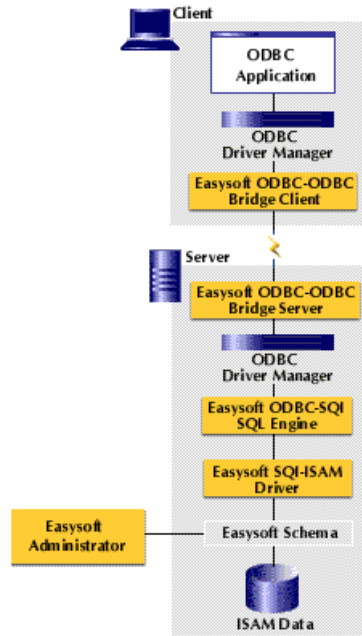 Client
ODBC
Application
ODBC
Driver Manager
Easysoft ODBC-ODBC
Bridge Client
Server
Easysoft ODBC-ODBC
Bridge Server
ODBC
Driver Manager
Easysoft ODBC-SQI
SQL Engine
Easysoft SQI-ISAM
Driver
Easysoft
Administrator
Easysoft Schema
ISAM Data